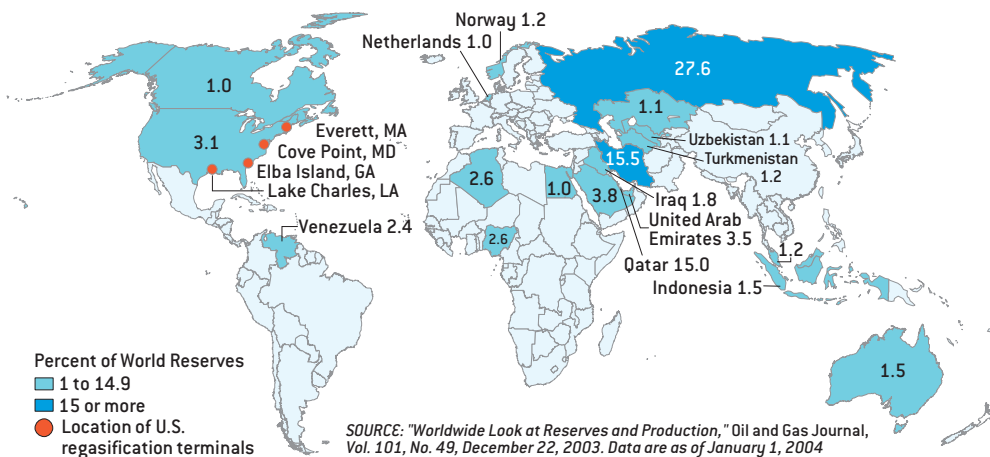 Norway 1.2
Netherlands 1.0
27.6
1.0
1.1
3.1
Everett, MA
Cove Point, MD
Elba Island, GA
Lake Charles, LA
Uzbekistan 1.1
Turkmenistan
1.2
15.5
2.6
1.0
3.8
Iraq 1.8
United Arab
Emirates 3.5
Venezuela 2.4
2.6
Qatar 15.0
1.2
Indonesia 1.5
1.5
Percent of World Reserves
1 to 14.9
15 or more
Location of U.S.
regasification terminals
SOURCE: "Worldwide Look at Reserves and Production," Oil and Gas Journal,
Vol. 101, No. 49, December 22, 2003. Data are as of January 1, 2004